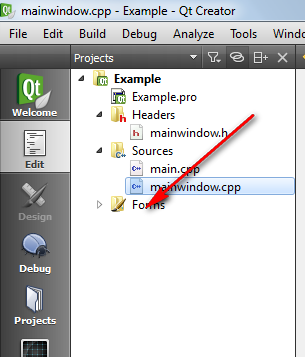 mainwindow.cpp - Example - Qt Creator
File Edit Build Debug Analyze Tools Window
Projects
Example
Example.pro
Headers
mainwindow.h
Sources
main.cpp
mainwindow.cpp
Forms
Welcome
Edit
Design
Debug
Projects